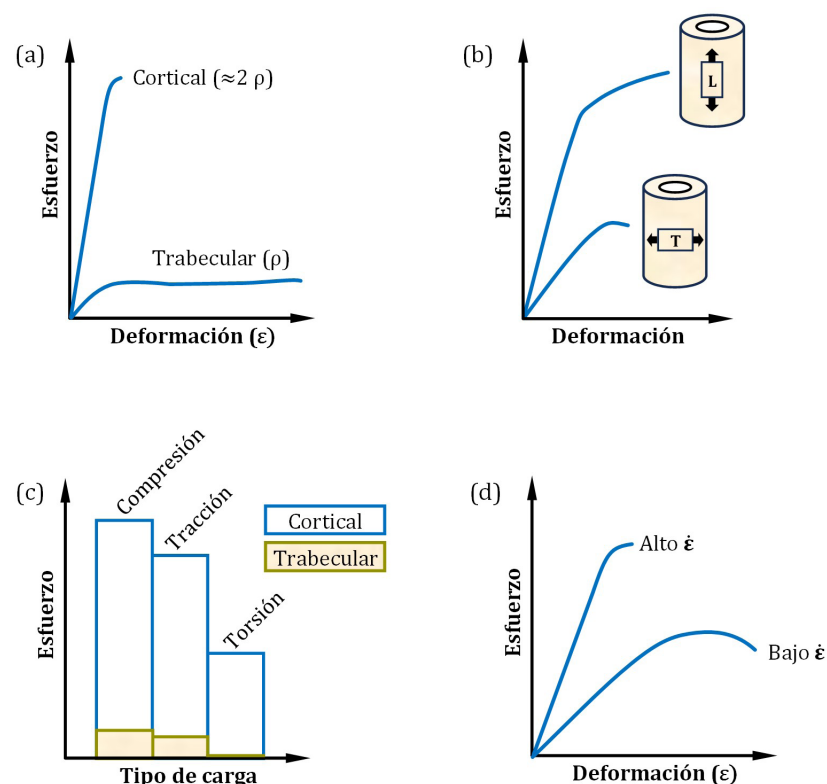 (a)
Cortical (≈2 ρ)
Trabecular (ρ)
Esfuerzo
Deformación (ε)
(b)
L
T
Esfuerzo
Deformación
(c)
Compresión
Tracción
Torsión
Cortical
Trabecular
Esfuerzo
Tipo de carga
(d)
Alto ε̇
Bajo ε̇
Esfuerzo
Deformación (ε)